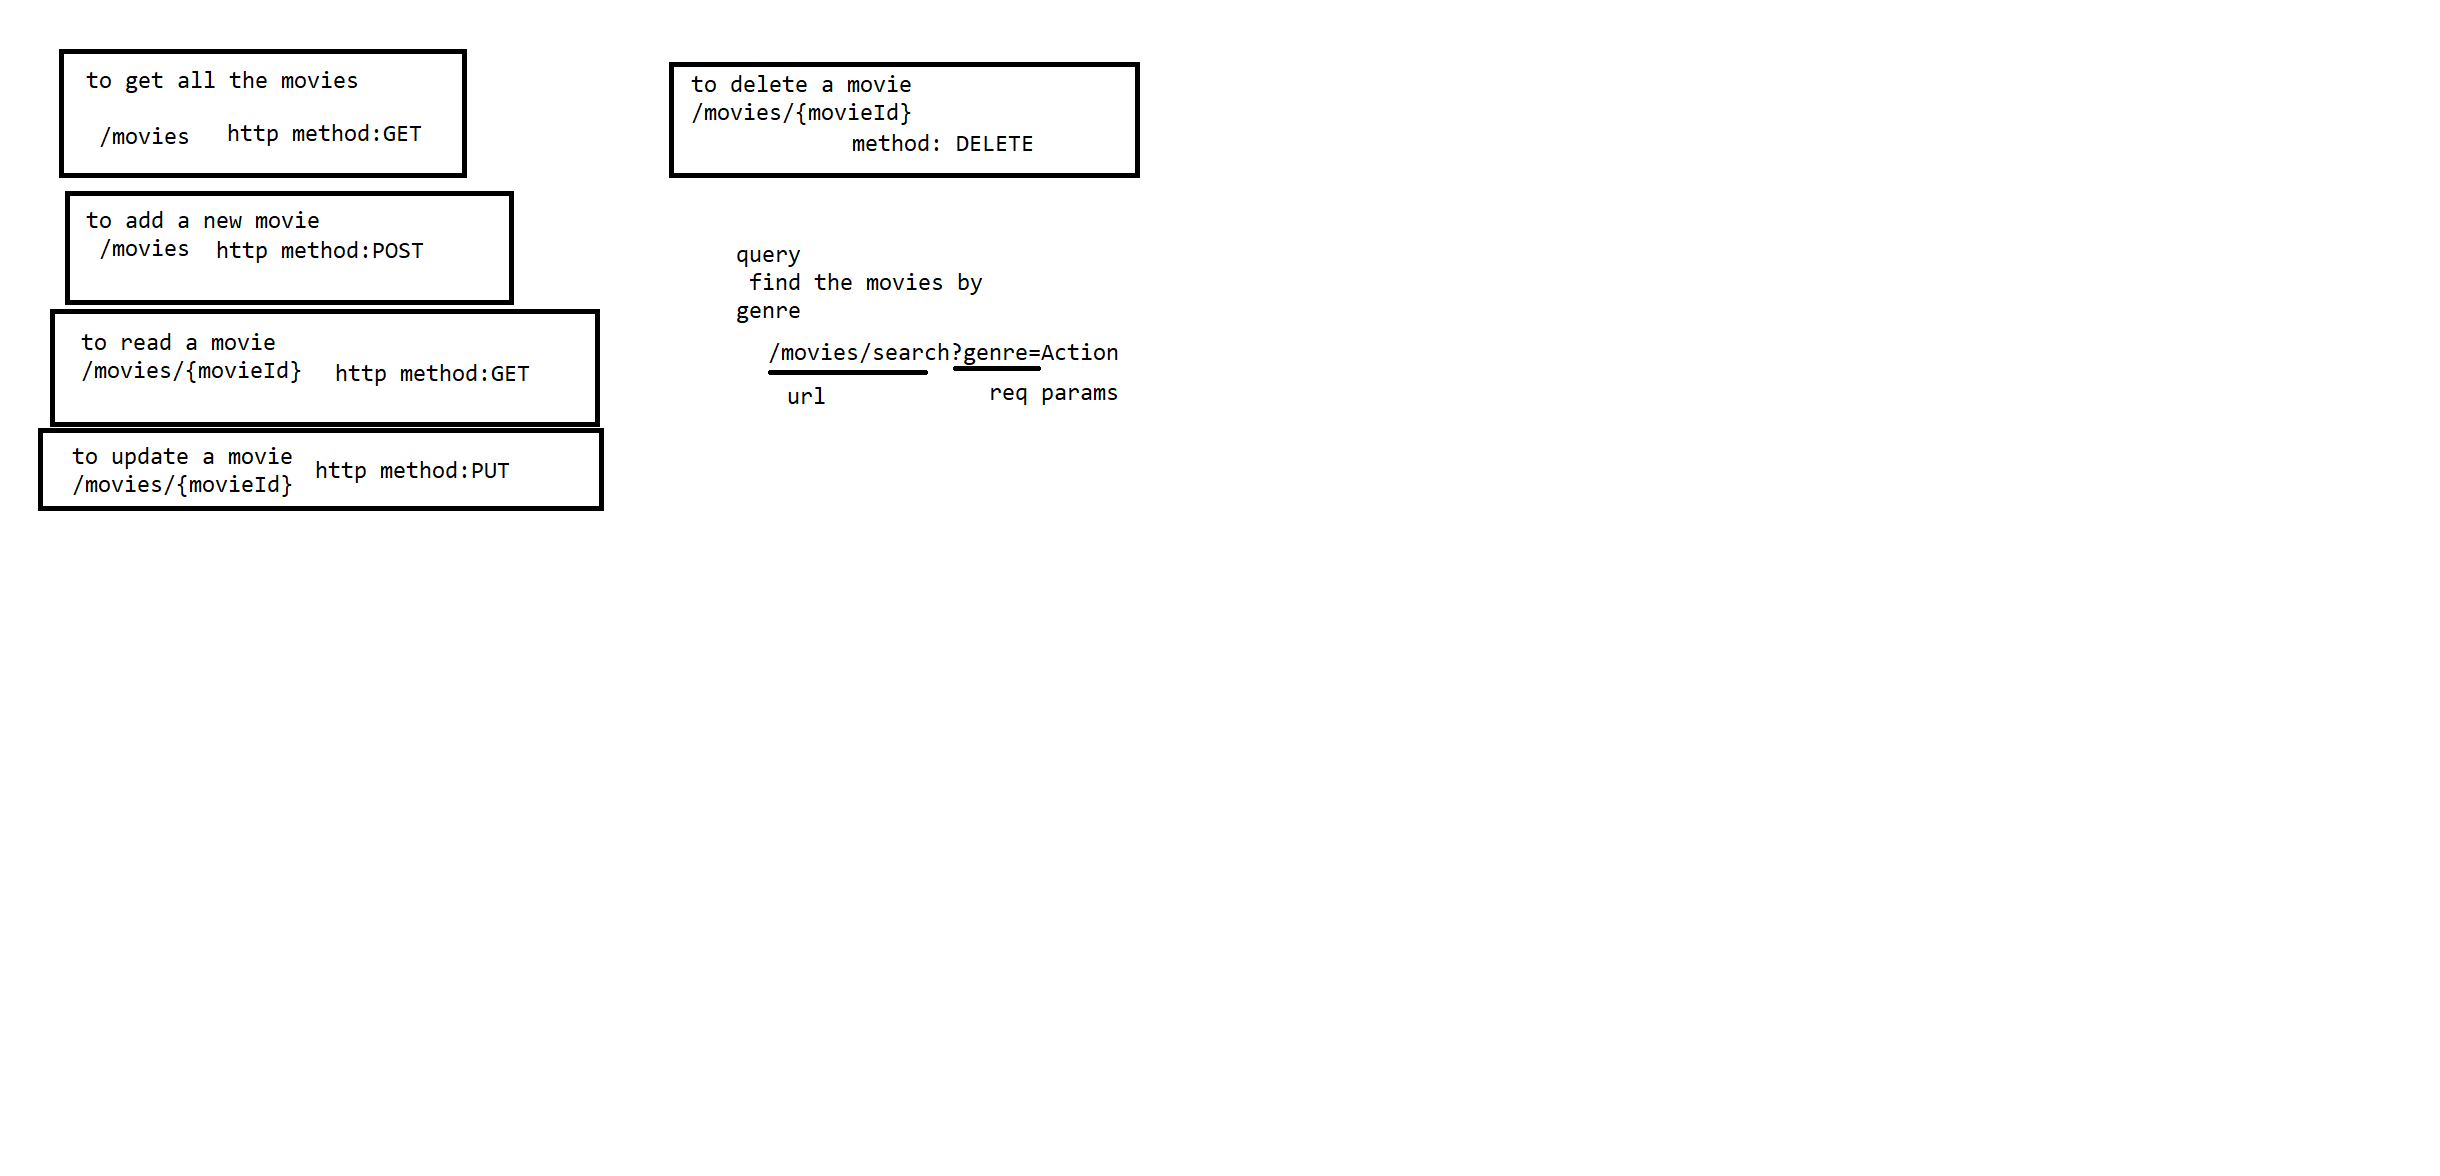 to get all the movies
/movies http method:GET
to add a new movie
/movies http method:POST
to read a movie
/movies/{movieId} http method:GET
to update a movie
http method:PUT
/movies/{movieId}
to delete a movie
/movies/{movieId}
method: DELETE
query
find the movies by
genre
/movies/search?genre=Action
url req params